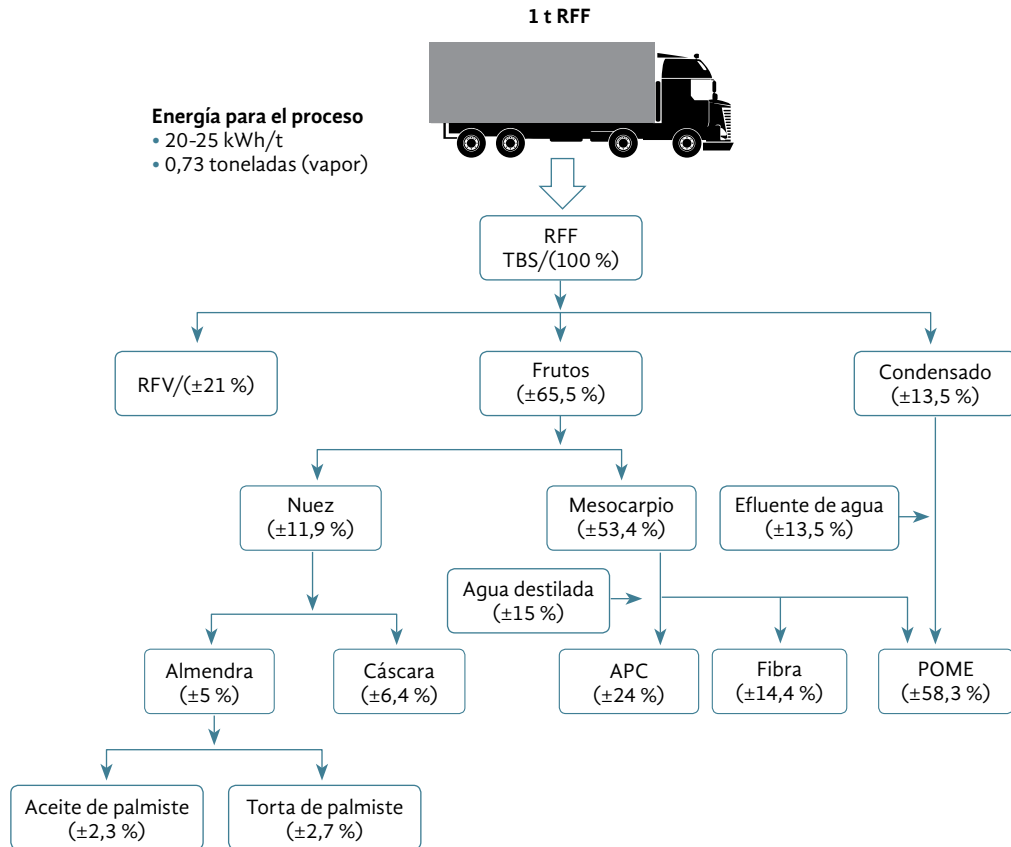 1 t RFF
Energía para el proceso
• 20-25 kWh/t
• 0,73 toneladas (vapor)
RFF
TBS/(100 %)
RFV/(±21 %)
Frutos
(±65,5 %)
Condensado
(±13,5 %)
Nuez
(±11,9 %)
Mesocarpio
(±53,4 %)
Efluente de agua
(±13,5 %)
Agua destilada
(±15 %)
Almendra
(±5 %)
Cáscara
(±6,4 %)
APC
(±24 %)
Fibra
(±14,4 %)
POME
(±58,3 %)
Aceite de palmiste
(±2,3 %)
Torta de palmiste
(±2,7 %)